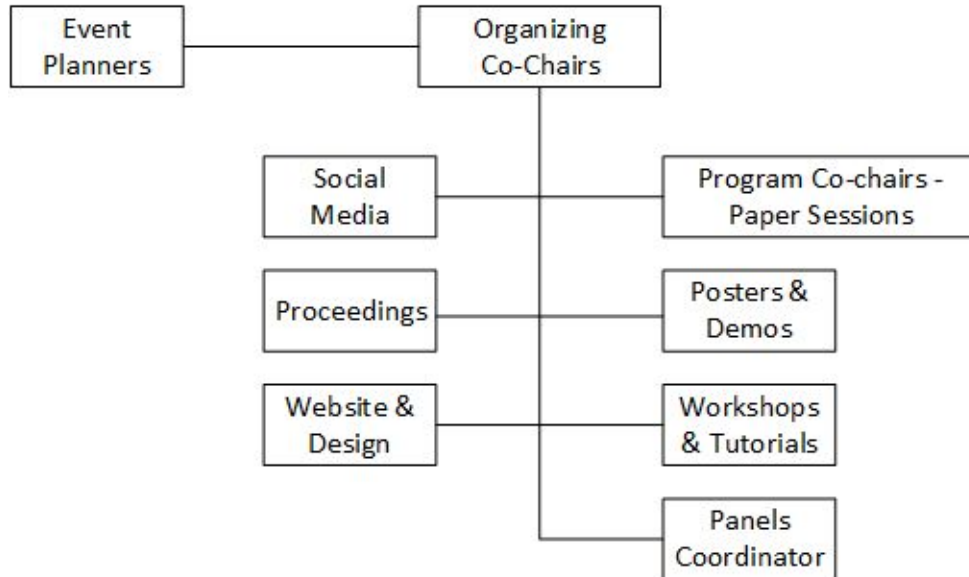 Event
Planners
Organizing
Co-Chairs
Social
Media
Program Co-chairs -
Paper Sessions
Proceedings
Posters &
Demos
Website &
Design
Workshops
& Tutorials
Panels
Coordinator